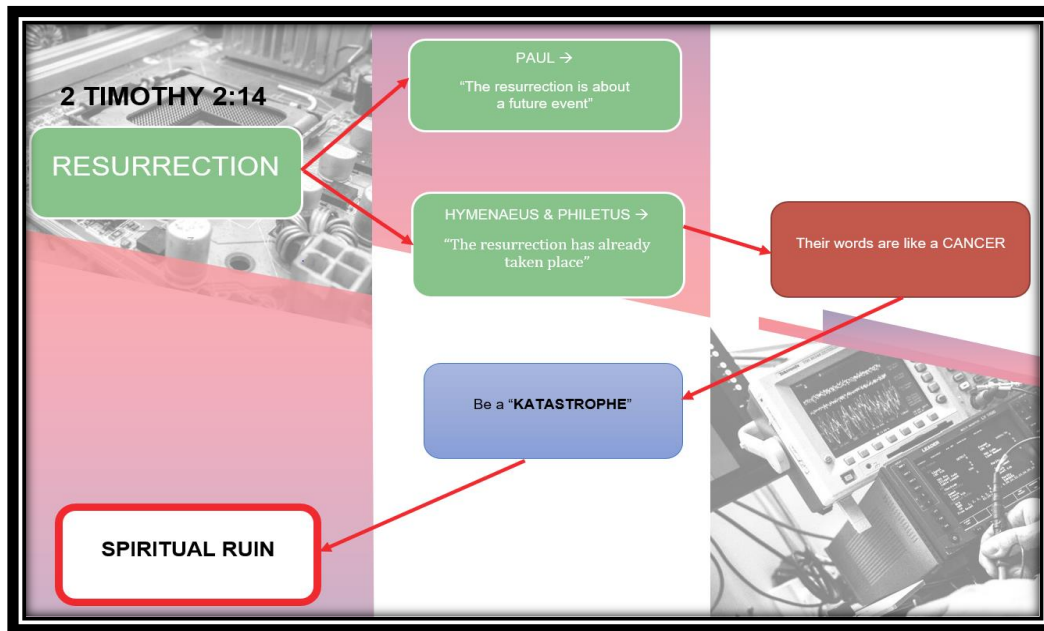 2 TIMOTHY 2:14
RESURRECTION
PAUL →
“The resurrection is about
a future event”
HYMENAEUS & PHILETUS →
“The resurrection has already
taken place”
Their words are like a CANCER
Be a “KATASTROPHE”
SPIRITUAL RUIN
LEADER